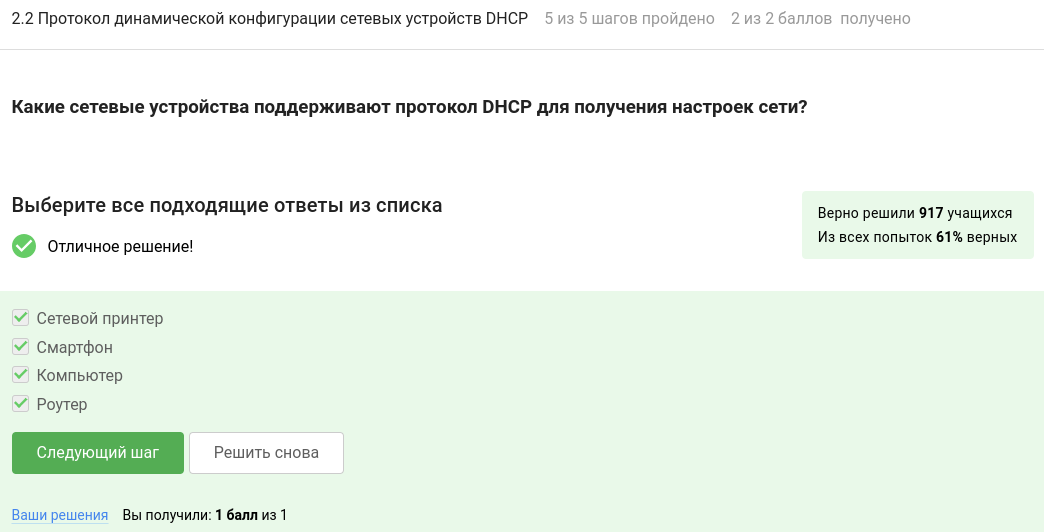 2.2 Протокол динамической конфигурации сетевых устройств DHCP 5 из 5 шагов пройдено 2 из 2 баллов получено
Какие сетевые устройства поддерживают протокол DHCP для получения настроек сети?
Выберите все подходящие ответы из списка
Верно решили 917 учащихся
Из всех попыток 61% верных
Отличное решение!
Сетевой принтер
Смартфон
Компьютер
Роутер
Следующий шаг Решить снова
Ваши решения Вы получили: 1 балл из 1